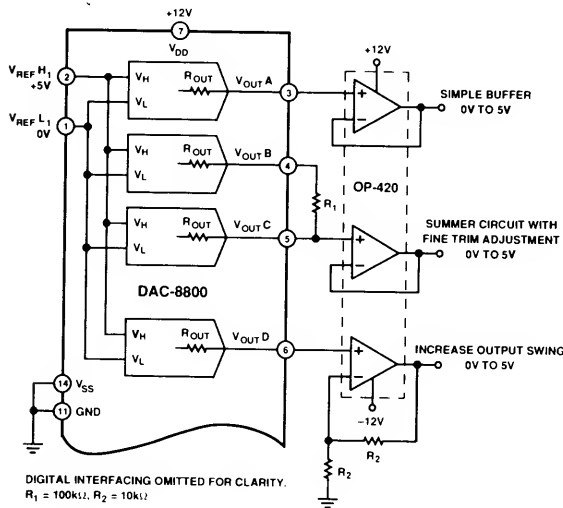 +12V
7
VDD
+12V
VREF H1
+5V
2
VH
VL
ROUT
VOUT A
3
+
−
SIMPLE BUFFER
0V TO 5V
VREF L1
0V
1
VH
VL
ROUT
VOUT B
4
R1
OP-420
VH
VL
ROUT
VOUT C
5
+
−
SUMMER CIRCUIT WITH
FINE TRIM ADJUSTMENT
0V TO 5V
DAC-8800
VH
VL
ROUT
VOUT D
6
+
−
INCREASE OUTPUT SWING
0V TO 5V
14
VSS
11
GND
−12V
R2
R2
DIGITAL INTERFACING OMITTED FOR CLARITY.
R1 = 100kΩ, R2 = 10kΩ